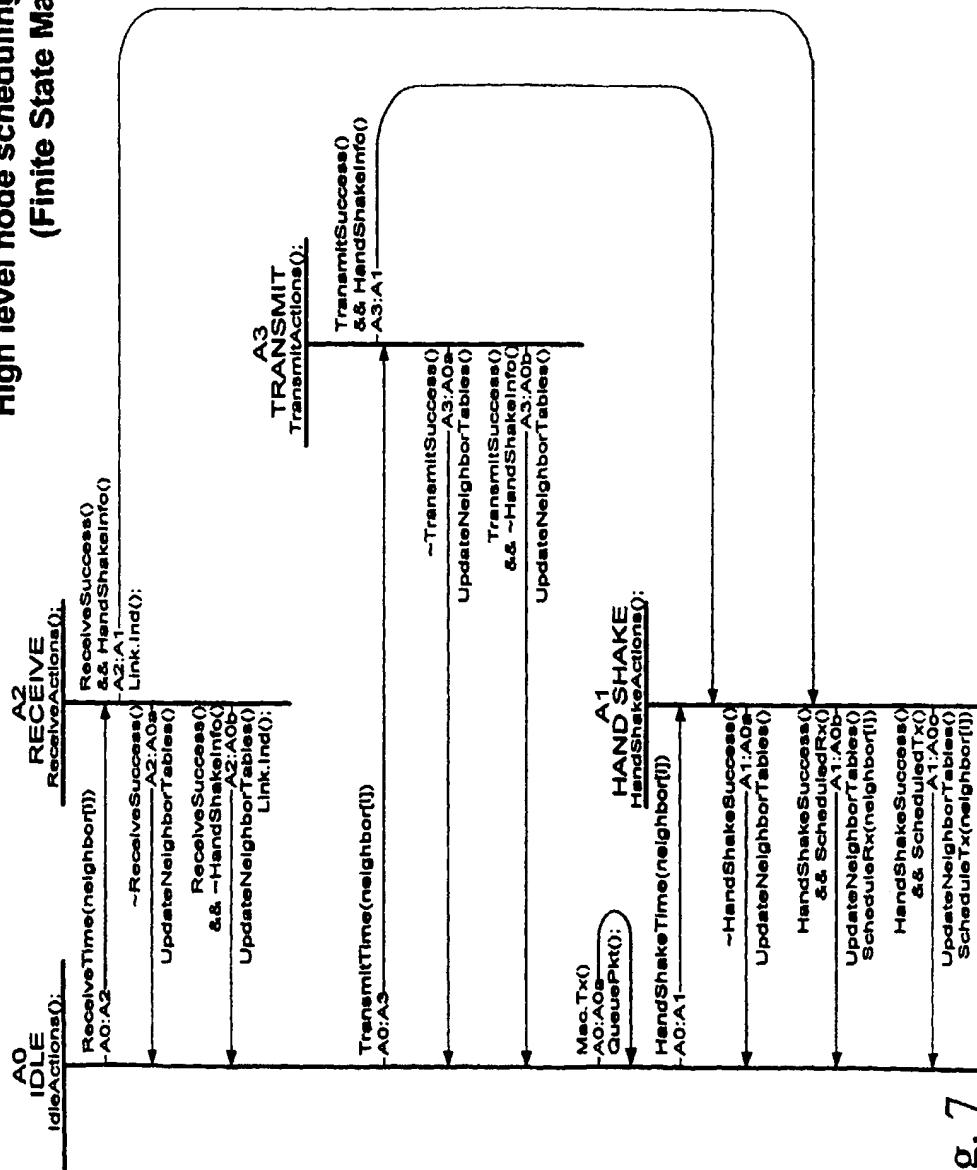 High level node scheduling
(Finite State Ma
A0
IDLE
IdleActions();
A2
RECEIVE
ReceiveActions();
ReceiveTime(neighbor[i])
A0:A2
~ReceiveSuccess()
A2:A0a
UpdateNeighborTables()
ReceiveSuccess()
&& ~HandShakeInfo()
A2:A0b
UpdateNeighborTables()
Link.Ind();
ReceiveSuccess()
&& HandShakeInfo()
A2:A1
Link.Ind();
A3
TRANSMIT
TransmitActions();
TransmitTime(neighbor[i])
A0:A3
~TransmitSuccess()
A3:A0a
UpdateNeighborTables()
TransmitSuccess()
&& ~HandShakeInfo()
A3:A0b
UpdateNeighborTables()
TransmitSuccess()
&& HandShakeInfo()
A3:A1
Mac.Tx()
A0:A0a
QueuePkt();
A1
HAND SHAKE
HandShakeActions();
HandShakeTime(neighbor[i])
A0:A1
~HandShakeSuccess()
A1:A0a
UpdateNeighborTables()
HandShakeSuccess()
&& ScheduledRx()
A1:A0b
UpdateNeighborTables()
ScheduleRx(neighbor[i])
HandShakeSuccess()
&& ScheduledTx()
A1:A0c
UpdateNeighborTables()
ScheduleTx(neighbor[i])
g. 7